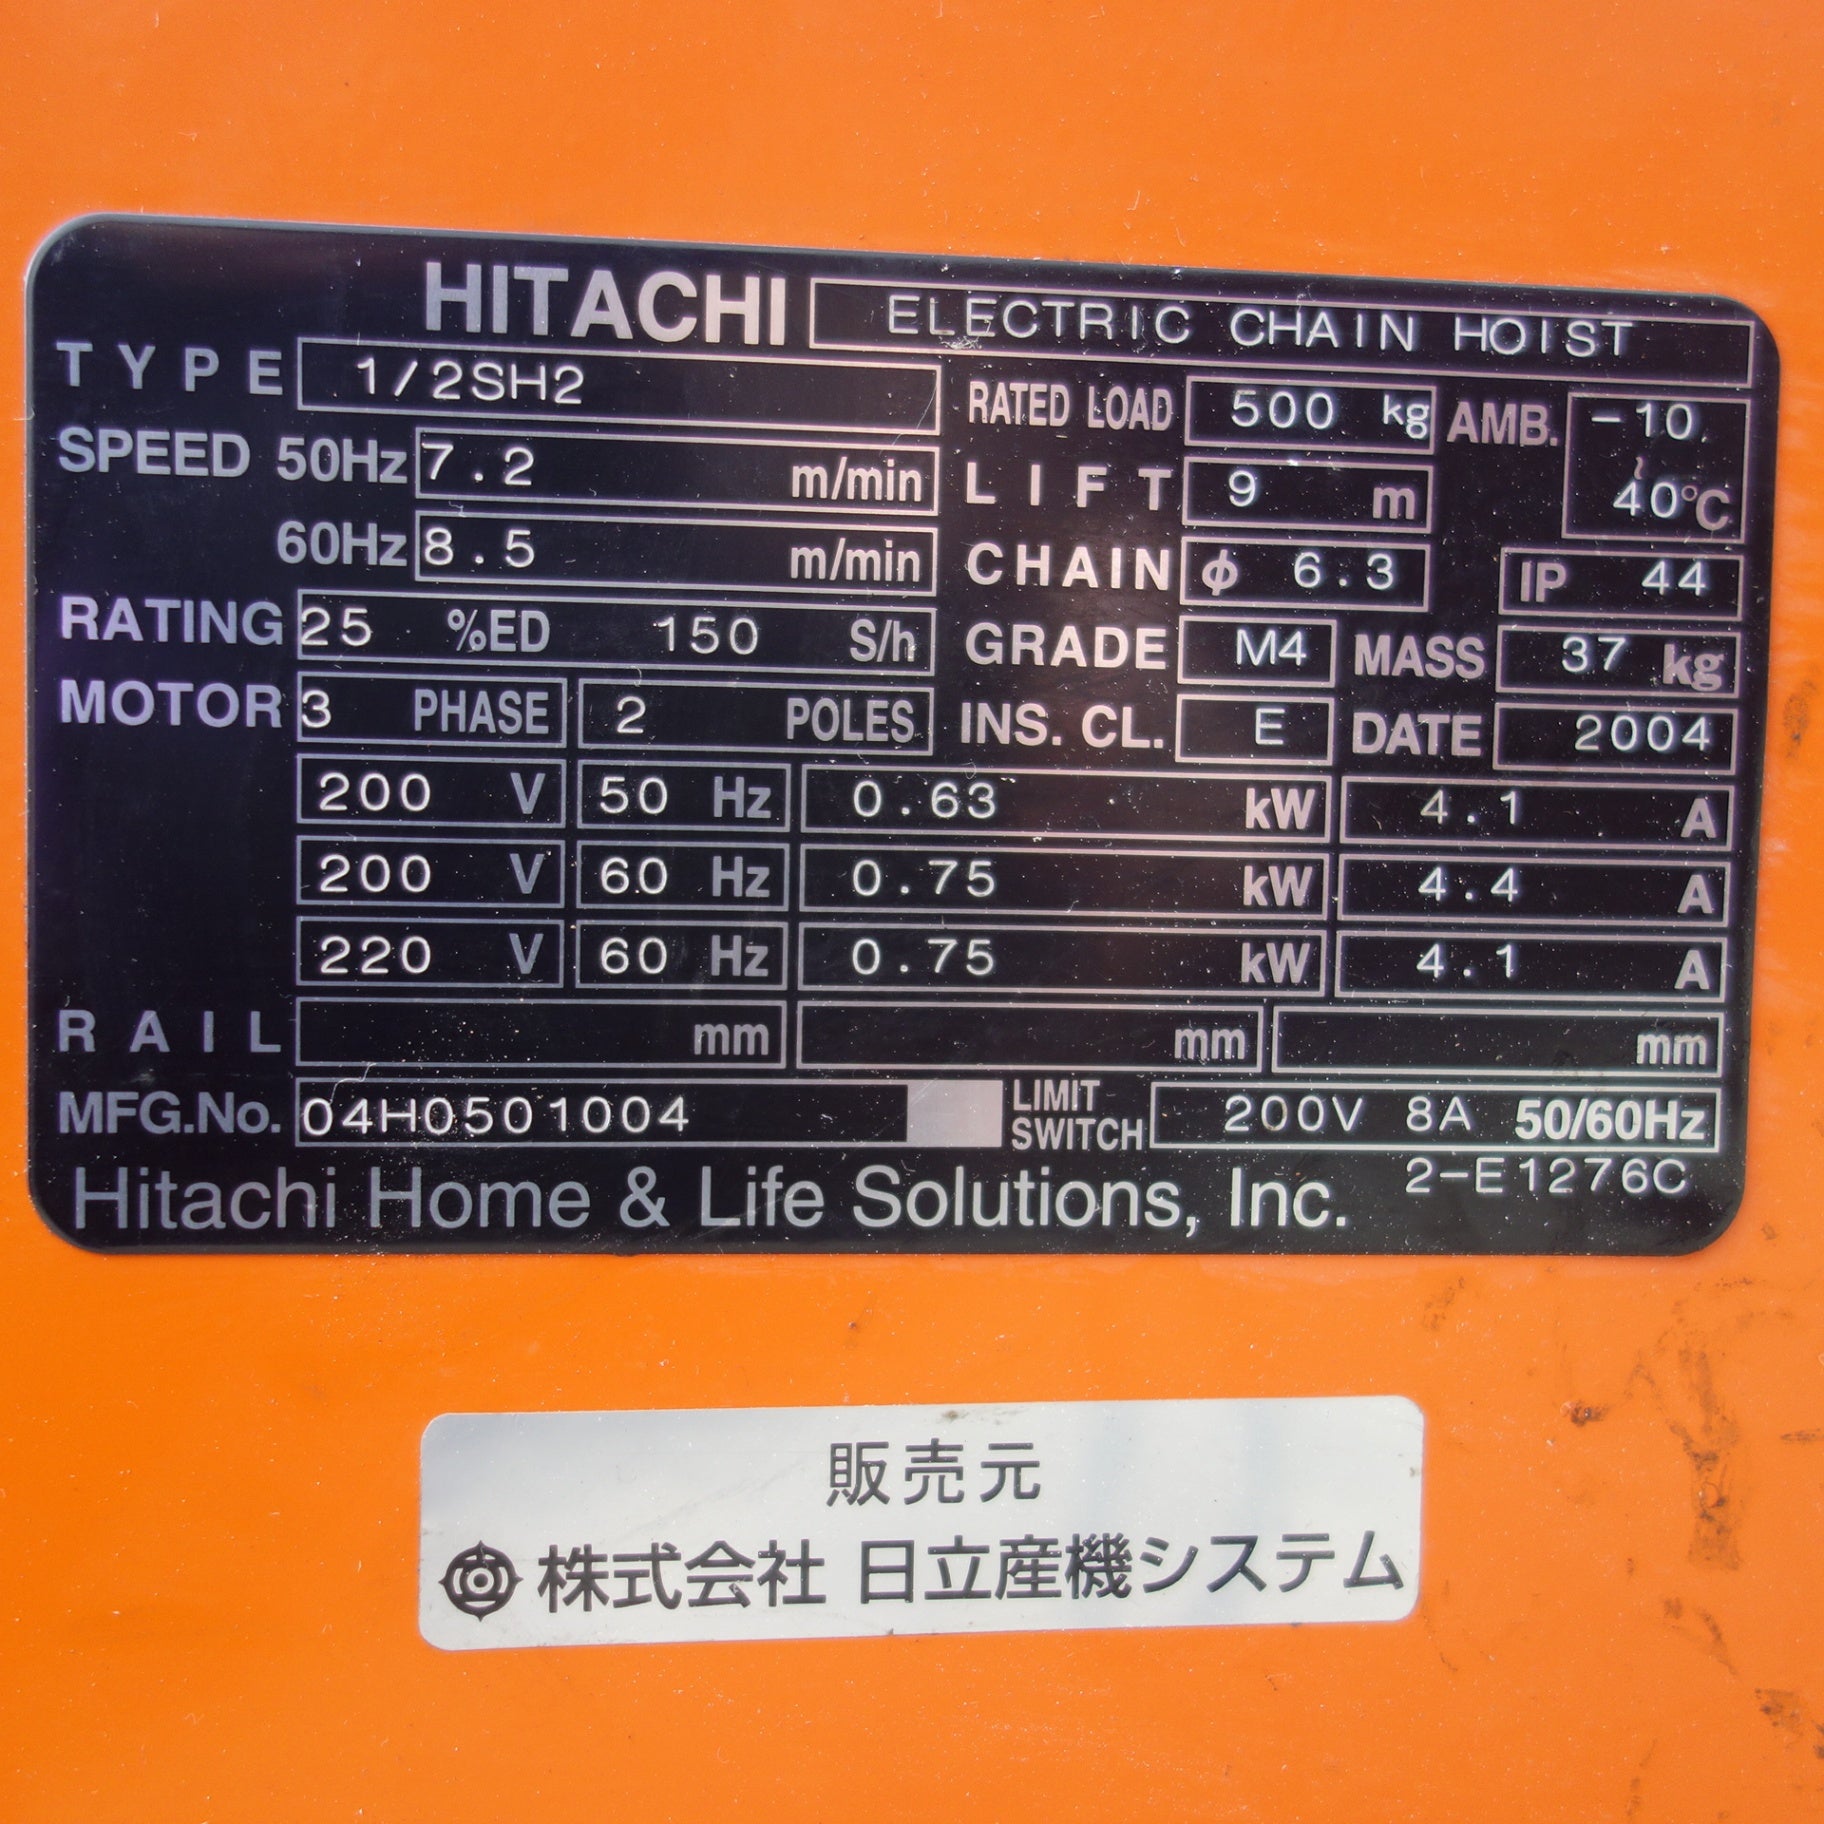 HITACHI ELECTRIC CHAIN HOIST
TYPE 1/2SH2 RATED LOAD 500 kg AMB. -10 ~ 40°C
SPEED 50Hz 7.2 m/min LIFT 9 m
60Hz 8.5 m/min CHAIN φ 6.3 IP 44
RATING 25 %ED 150 S/h GRADE M4 MASS 37 kg
MOTOR 3 PHASE 2 POLES INS. CL. E DATE 2004
200 V 50 Hz 0.63 kW 4.1 A
200 V 60 Hz 0.75 kW 4.4 A
220 V 60 Hz 0.75 kW 4.1 A
RAIL mm mm mm
MFG.No. 04H0501004 LIMIT SWITCH 200V 8A 50/60Hz
Hitachi Home & Life Solutions, Inc. 2-E1276C
販売元
株式会社 日立産機システム